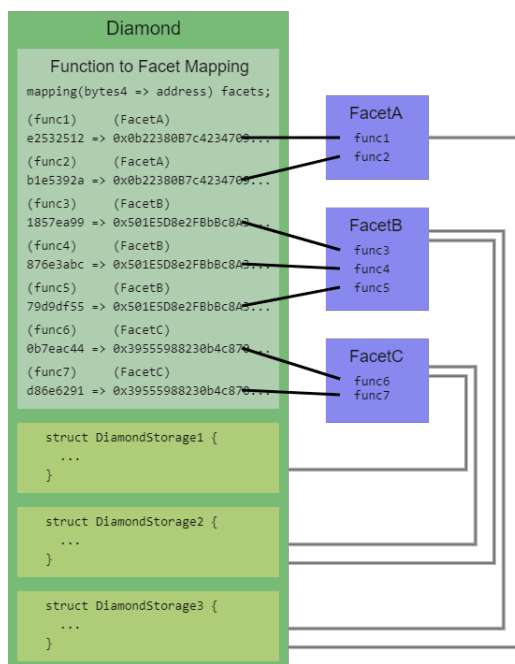 Diamond
Function to Facet Mapping
mapping(bytes4 => address) facets;
(func1) (FacetA)
e2532512 => 0x0b22380B7c4234709...
(func2) (FacetA)
b1e5392a => 0x0b22380B7c4234709...
(func3) (FacetB)
1857ea99 => 0x501E5D8e2FBbBc8A3...
(func4) (FacetB)
876e3abc => 0x501E5D8e2FBbBc8A3...
(func5) (FacetB)
79d9df55 => 0x501E5D8e2FBbBc8A3...
(func6) (FacetC)
0b7eac44 => 0x39555988230b4c870...
(func7) (FacetC)
d86e6291 => 0x39555988230b4c870...
FacetA
func1
func2
FacetB
func3
func4
func5
FacetC
func6
func7
struct DiamondStorage1 {
...
}
struct DiamondStorage2 {
...
}
struct DiamondStorage3 {
...
}